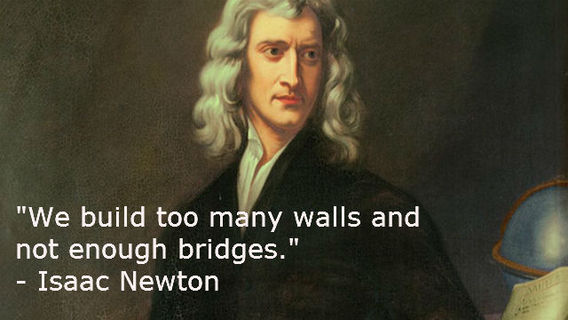 "We build too many walls and
not enough bridges."
- Isaac Newton